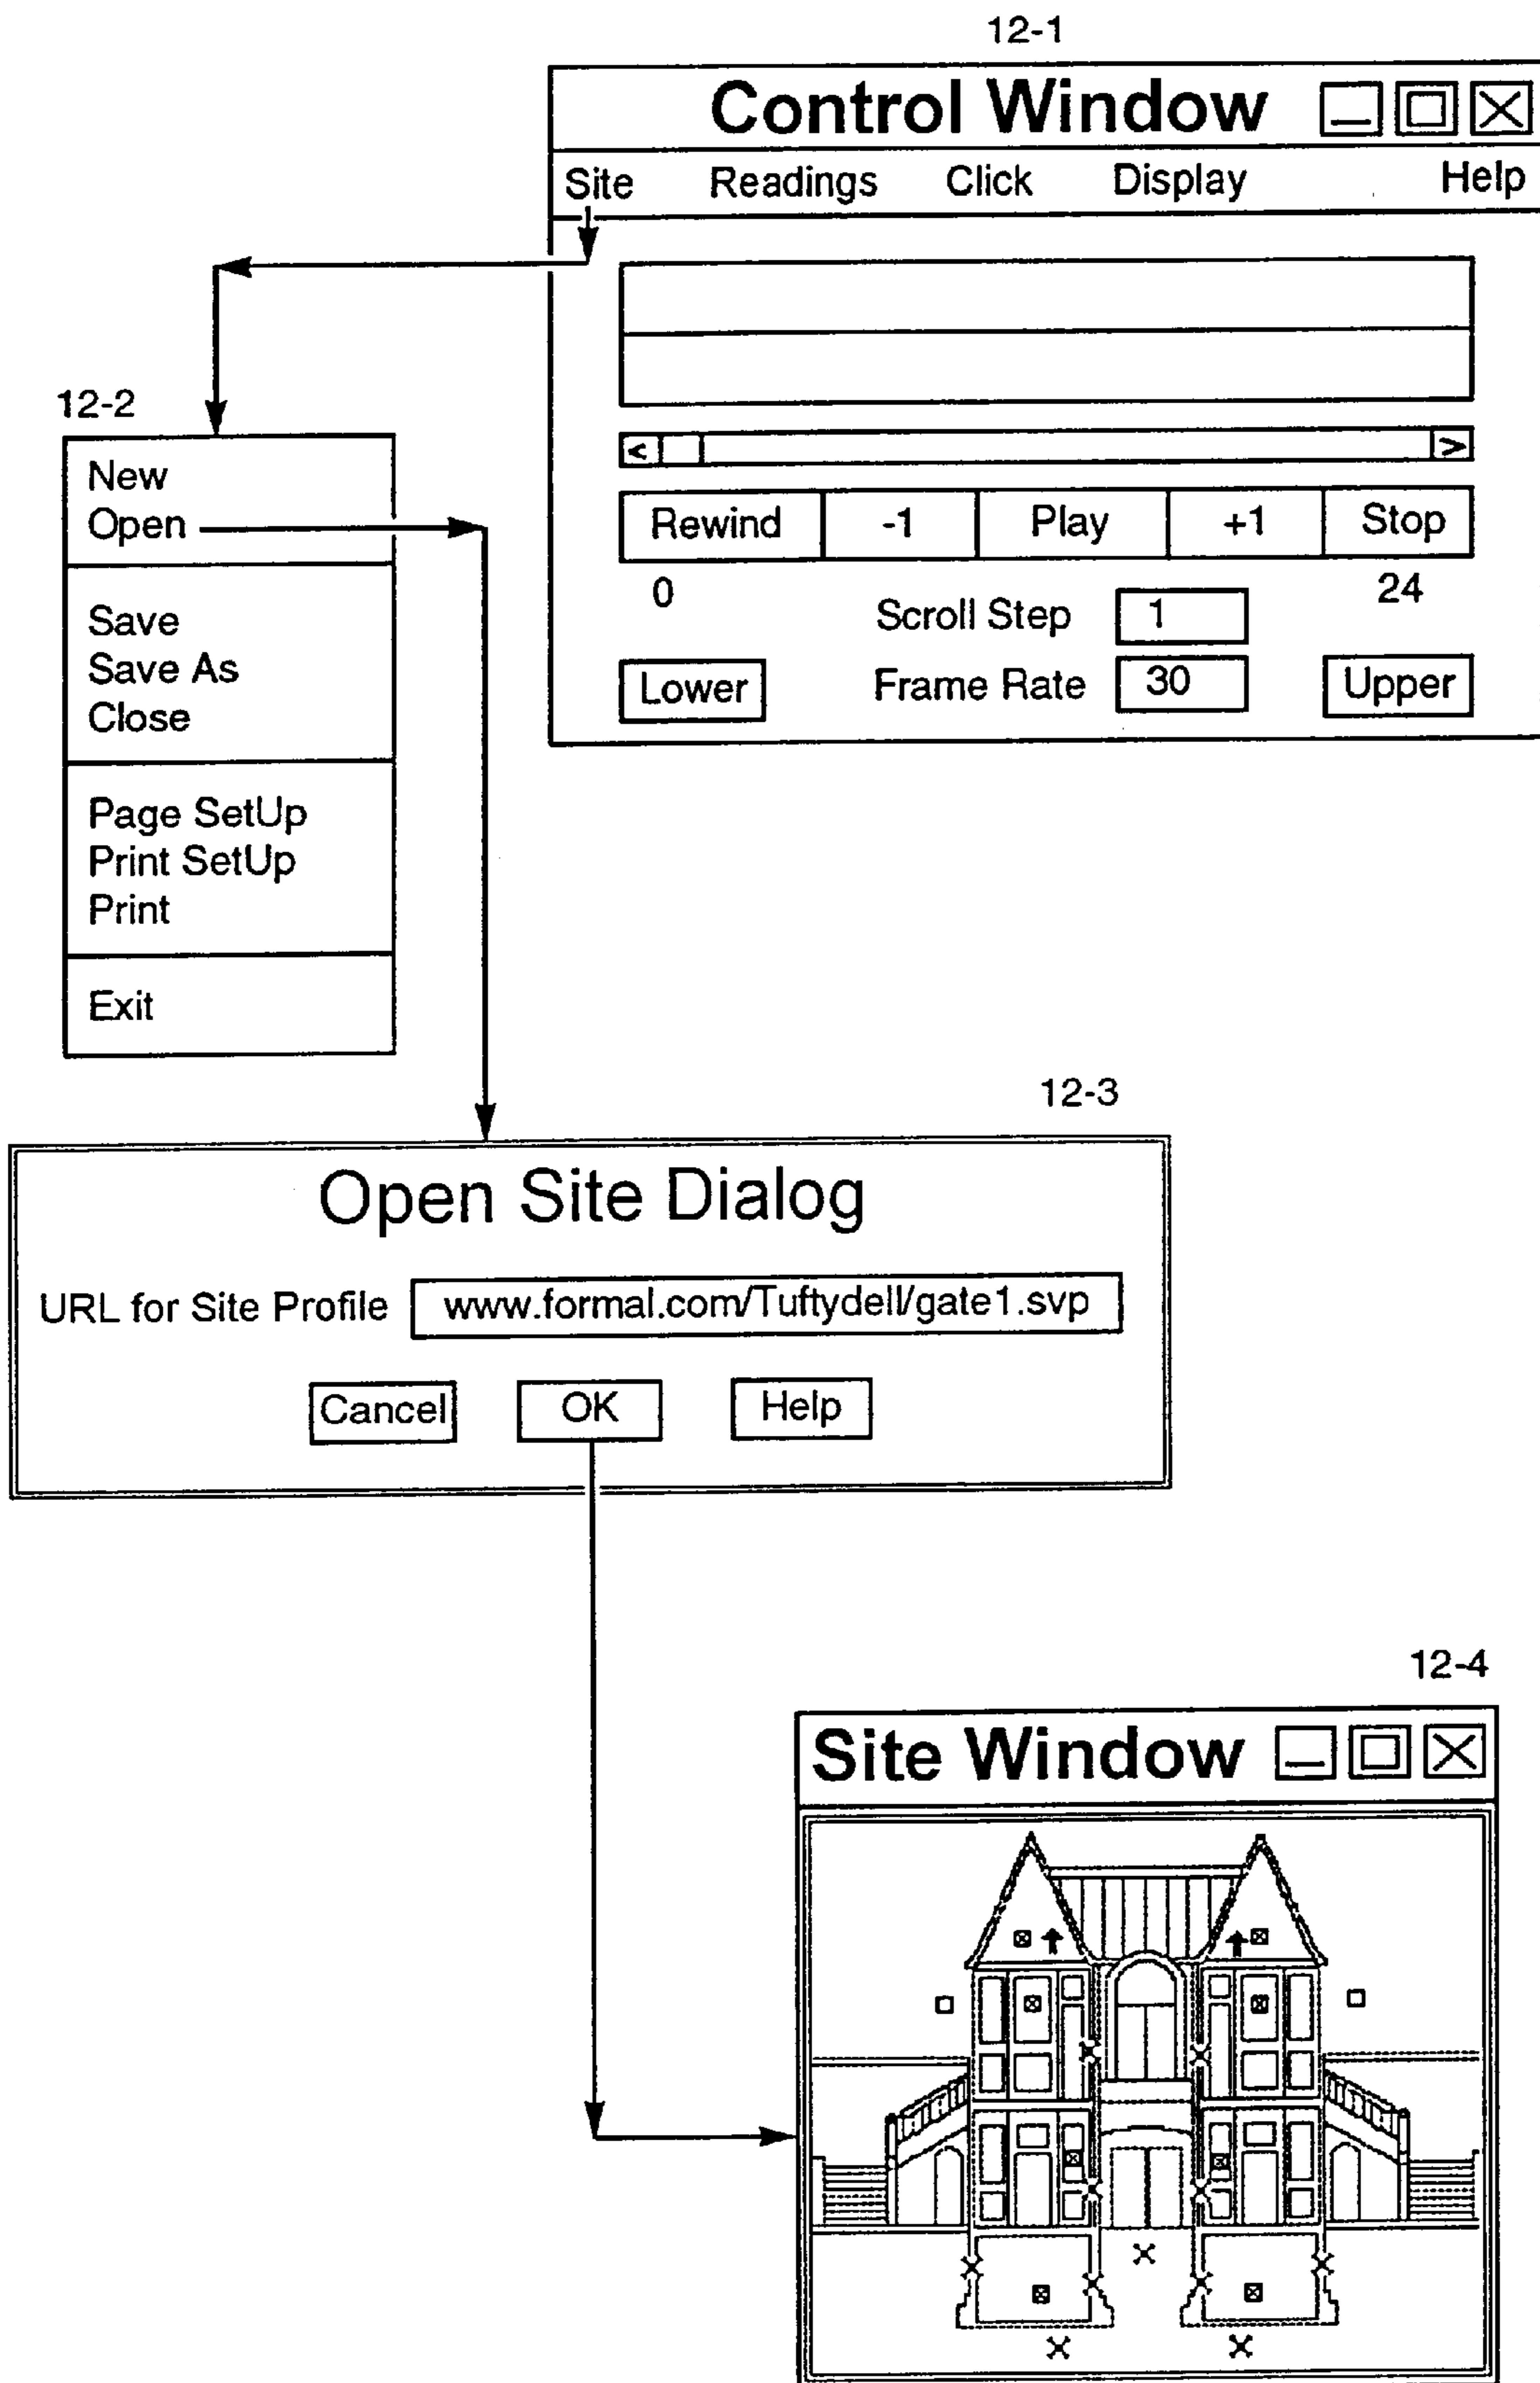 12-1
Control Window
Site Readings Click Display Help
12-2
New
Open
Save
Save As
Close
Page SetUp
Print SetUp
Print
Exit
< >
Rewind -1 Play +1 Stop
0 24
Scroll Step 1
Lower Frame Rate 30 Upper
12-3
Open Site Dialog
URL for Site Profile www.formal.com/Tuftydell/gate1.svp
Cancel OK Help
12-4
Site Window